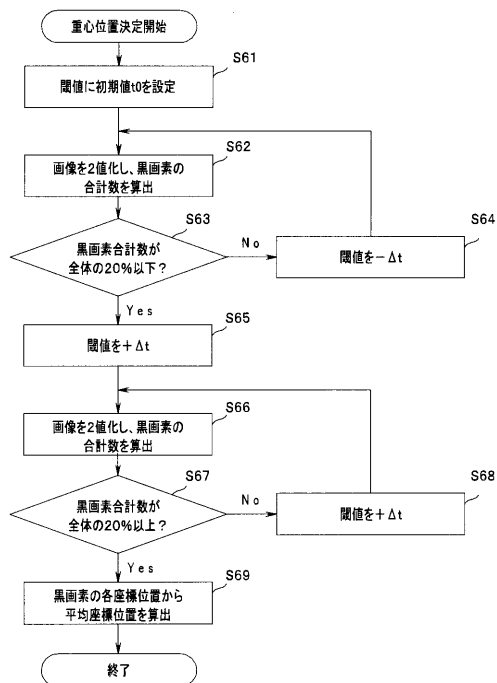 重心位置決定開始
S61
閾値に初期値t0を設定
S62
画像を2値化し、黒画素の
合計数を算出
S63
黒画素合計数が
全体の20%以下?
No
S64
閾値を-Δt
Yes
S65
閾値を+Δt
S66
画像を2値化し、黒画素の
合計数を算出
S67
黒画素合計数が
全体の20%以上?
No
S68
閾値を+Δt
Yes
S69
黒画素の各座標位置から
平均座標位置を算出
終了